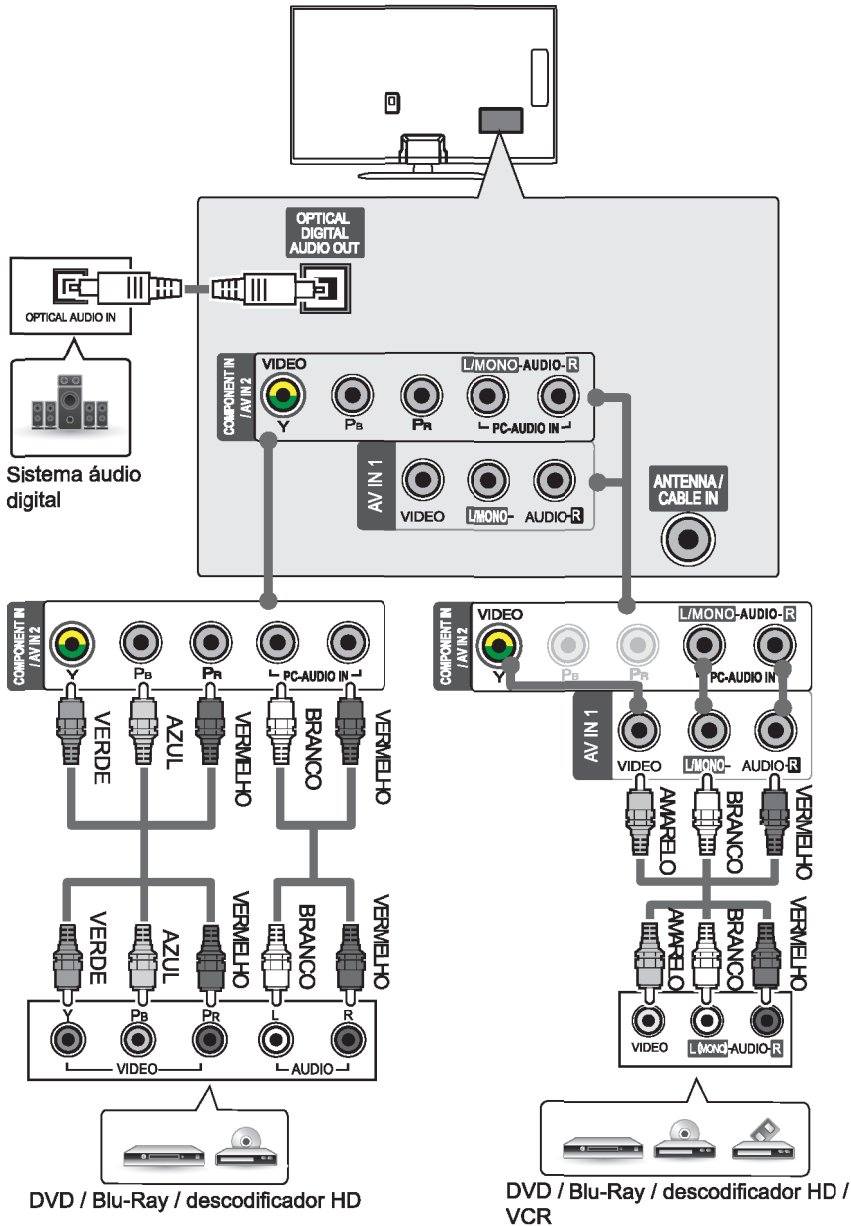 OPTICAL
DIGITAL
AUDIO OUT
OPTICAL AUDIO IN
Sistema áudio
digital
COMPONENT IN
/ AV IN 2
VIDEO
L/MONO-AUDIO-R
Y
PB
PR
PC-AUDIO IN
AV IN 1
VIDEO
L/MONO-
AUDIO-R
ANTENNA /
CABLE IN
COMPONENT IN
/ AV IN 2
Y
PB
PR
PC-AUDIO IN
VERDE
AZUL
VERMELHO
BRANCO
VERMELHO
VERDE
AZUL
VERMELHO
BRANCO
VERMELHO
Y
PB
PR
L
R
VIDEO
AUDIO
DVD / Blu-Ray / descodificador HD
COMPONENT IN
/ AV IN 2
VIDEO
L/MONO-AUDIO-R
Y
PB
PR
PC-AUDIO IN
AV IN 1
VIDEO
L/MONO-
AUDIO-R
AMARELO
BRANCO
VERMELHO
AMARELO
BRANCO
VERMELHO
VIDEO
L(MONO)-AUDIO-R
DVD / Blu-Ray / descodificador HD /
VCR